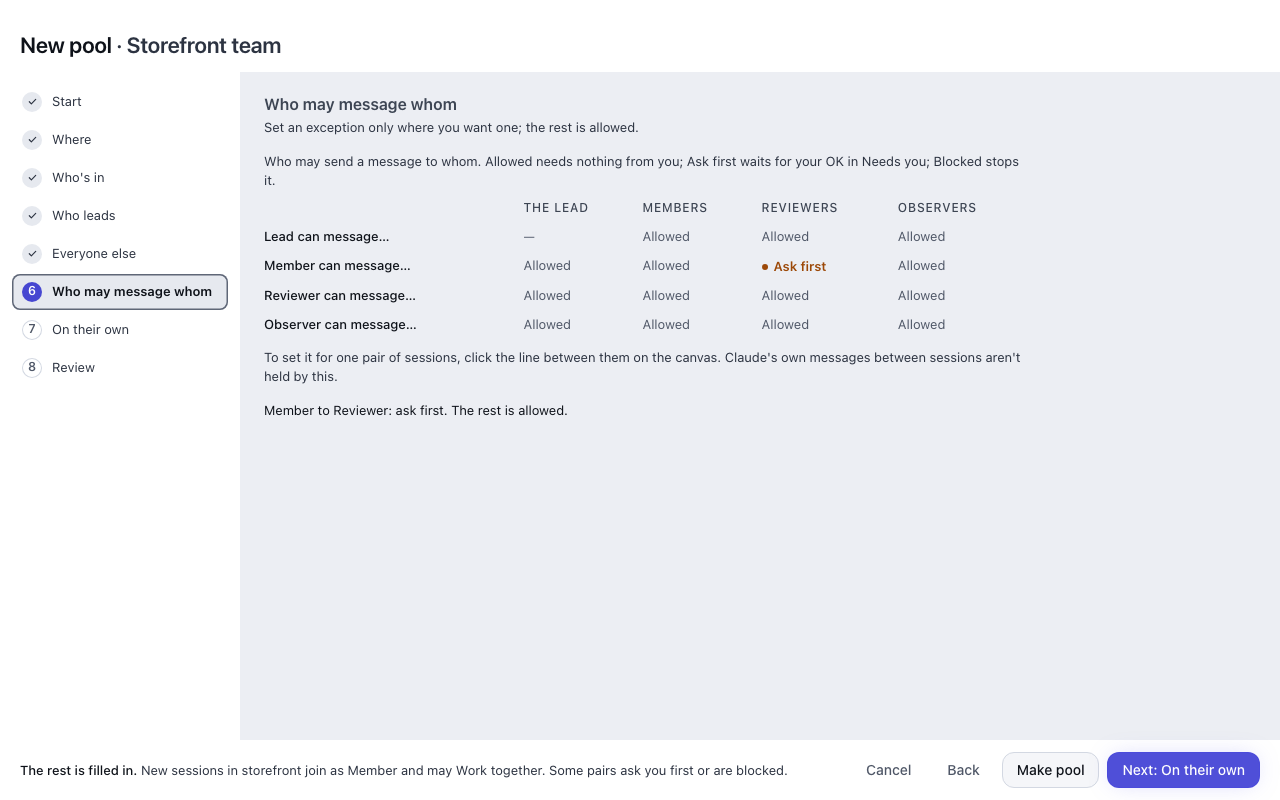 New pool · Storefront team
Start
Where
Who's in
Who leads
Everyone else
6 Who may message whom
7 On their own
8 Review
Who may message whom
Set an exception only where you want one; the rest is allowed.
Who may send a message to whom. Allowed needs nothing from you; Ask first waits for your OK in Needs you; Blocked stops
it.
THE LEAD MEMBERS REVIEWERS OBSERVERS
Lead can message... — Allowed Allowed Allowed
Member can message... Allowed Allowed Ask first Allowed
Reviewer can message... Allowed Allowed Allowed Allowed
Observer can message... Allowed Allowed Allowed Allowed
To set it for one pair of sessions, click the line between them on the canvas. Claude's own messages between sessions aren't
held by this.
Member to Reviewer: ask first. The rest is allowed.
The rest is filled in. New sessions in storefront join as Member and may Work together. Some pairs ask you first or are blocked.
Cancel Back Make pool Next: On their own